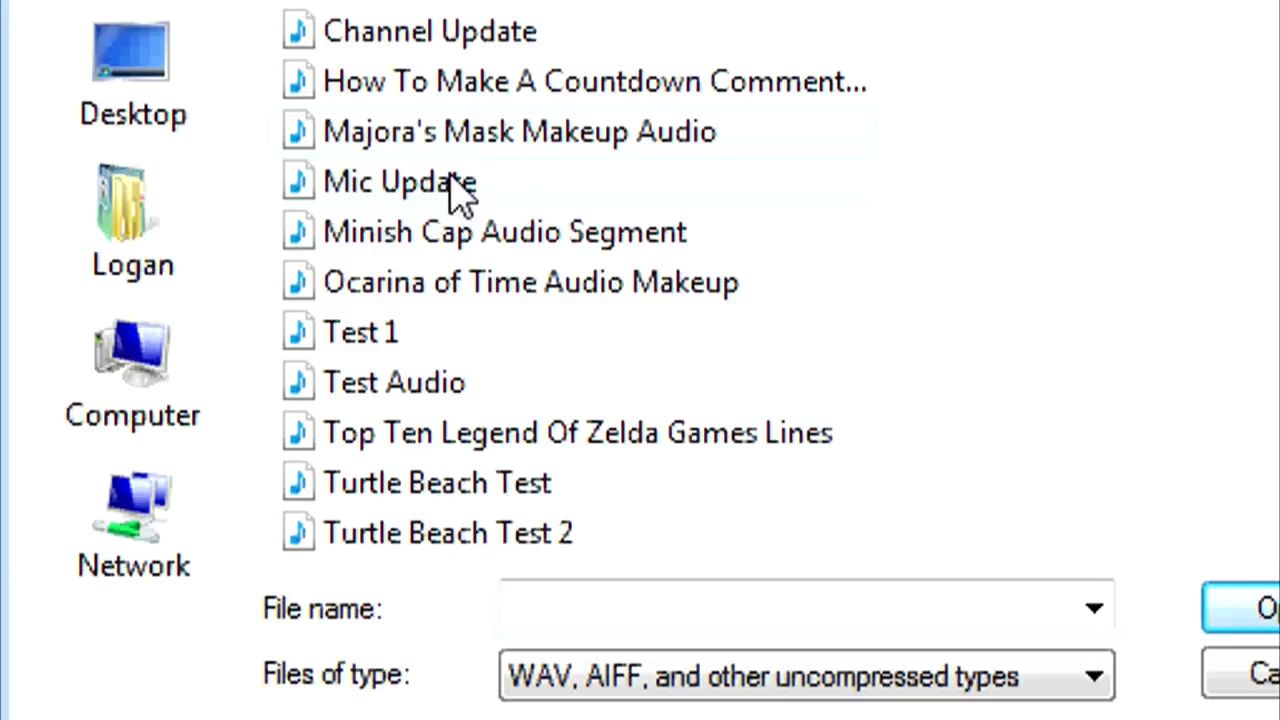 Desktop
Logan
Computer
Network
Channel Update
How To Make A Countdown Comment...
Majora's Mask Makeup Audio
Mic Update
Minish Cap Audio Segment
Ocarina of Time Audio Makeup
Test 1
Test Audio
Top Ten Legend Of Zelda Games Lines
Turtle Beach Test
Turtle Beach Test 2
File name:
Files of type:
WAV, AIFF, and other uncompressed types